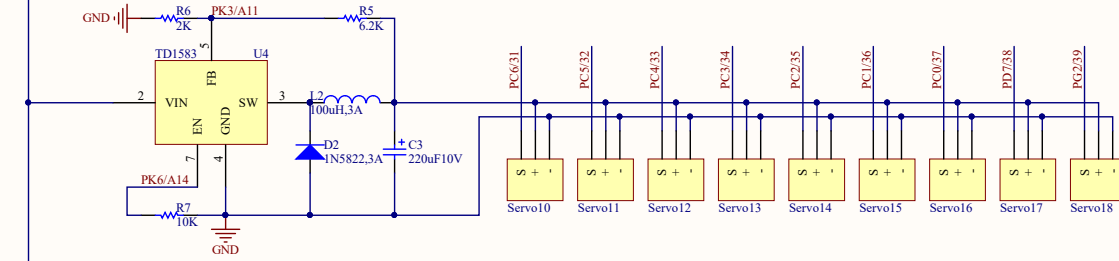 GND
R6
2K
PK3/A11
R5
6.2K
TD1583
U4
5
FB
2
VIN
SW
3
EN
GND
7
4
L2
100uH,3A
D2
1N5822,3A
+
C3
220uF10V
PK6/A14
R7
10K
GND
PC6/31
PC5/32
PC4/33
PC3/34
PC2/35
PC1/36
PC0/37
PD7/38
PG2/39
S + -
S + -
S + -
S + -
S + -
S + -
S + -
S + -
S + -
Servo10
Servo11
Servo12
Servo13
Servo14
Servo15
Servo16
Servo17
Servo18